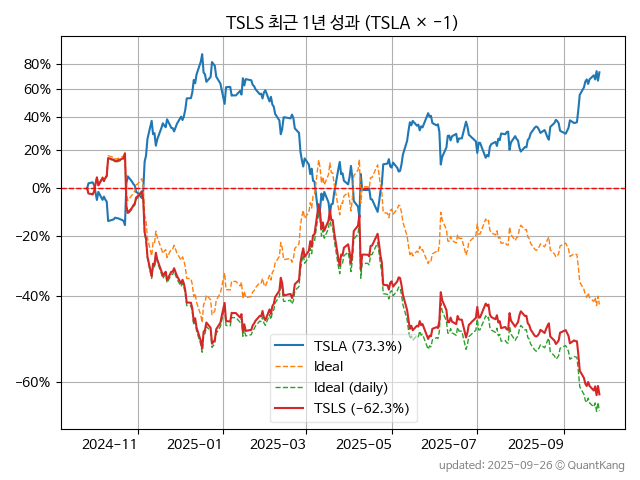 TSLS 최근 1년 성과 (TSLA × −1)
80%
60%
40%
20%
0%
−20%
−40%
−60%
TSLA (73.3%)
Ideal
Ideal (daily)
TSLS (−62.3%)
2024-11
2025-01
2025-03
2025-05
2025-07
2025-09
updated: 2025-09-26 © QuantKang